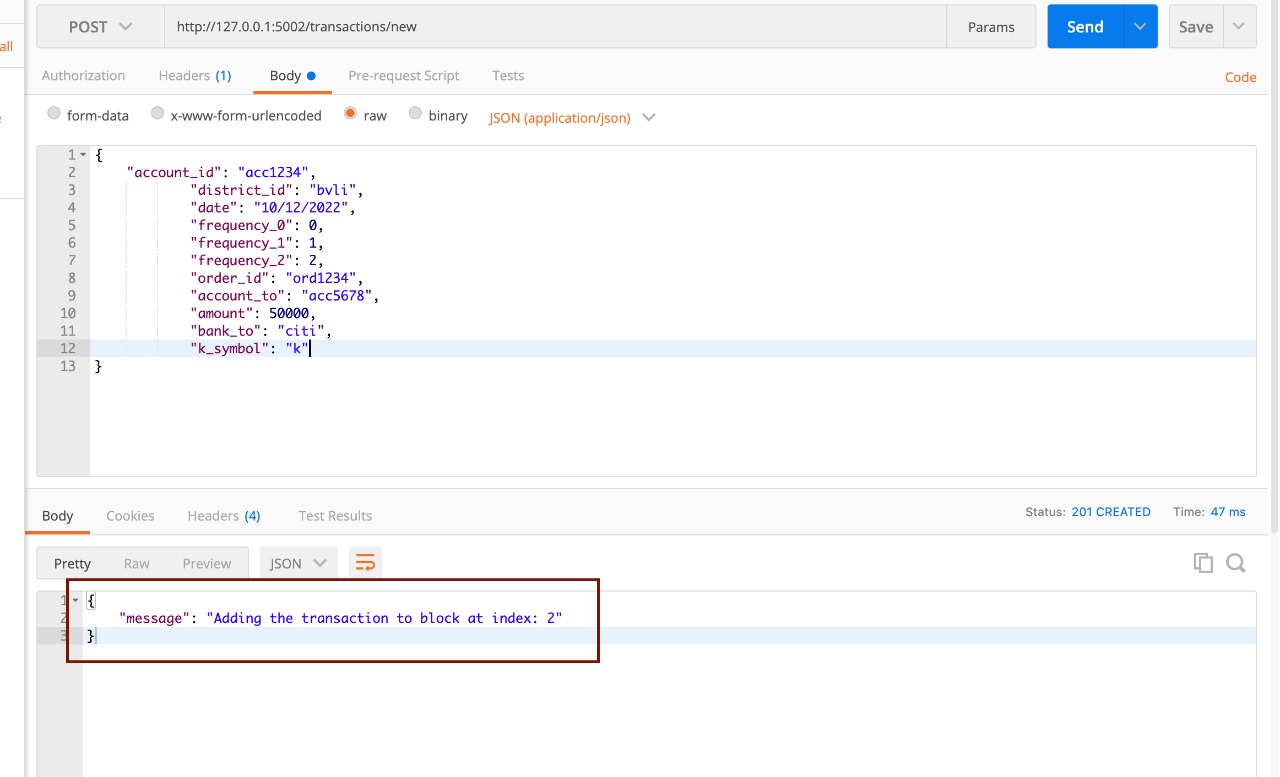 POST http://127.0.0.1:5002/transactions/new Params Send Save
all
Authorization Headers (1) Body Pre-request Script Tests Code
form-data x-www-form-urlencoded raw binary JSON (application/json)
1 {
2 "account_id": "acc1234",
3 "district_id": "bvli",
4 "date": "10/12/2022",
5 "frequency_0": 0,
6 "frequency_1": 1,
7 "frequency_2": 2,
8 "order_id": "ord1234",
9 "account_to": "acc5678",
10 "amount": 50000,
11 "bank_to": "citi",
12 "k_symbol": "k"
13 }
Body Cookies Headers (4) Test Results Status: 201 CREATED Time: 47 ms
Pretty Raw Preview JSON
1 {
2 "message": "Adding the transaction to block at index: 2"
3 }